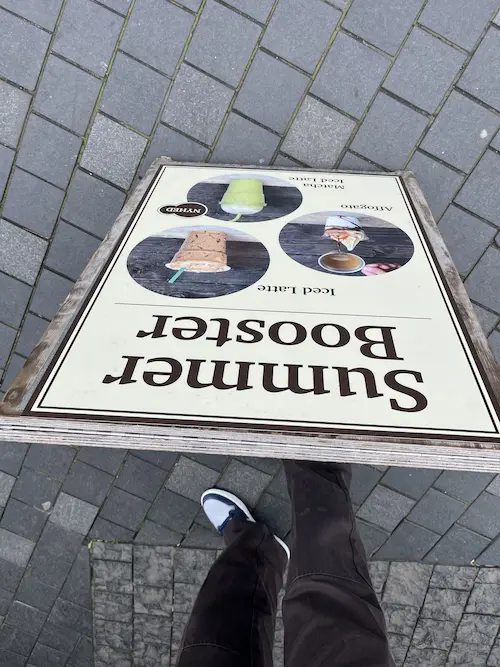 Summer
Booster
Iced Latte
Affogato
NYHED
Iced Latte
Matcha